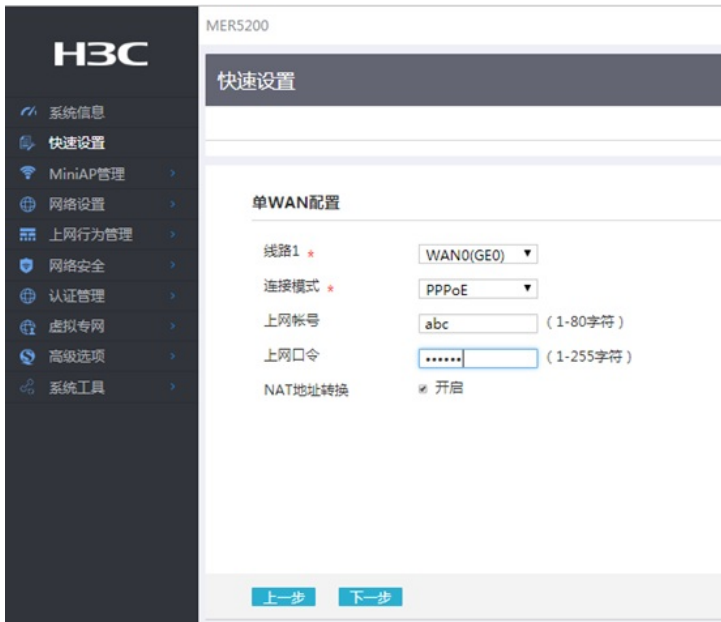 MER5200
H3C
快速设置
系统信息
快速设置
MiniAP管理
网络设置
上网行为管理
网络安全
认证管理
虚拟专网
高级选项
系统工具
单WAN配置
线路1 * WAN0(GE0)
连接模式 * PPPoE
上网帐号 abc (1-80字符)
上网口令 •••••• (1-255字符)
NAT地址转换 开启
上一步 下一步